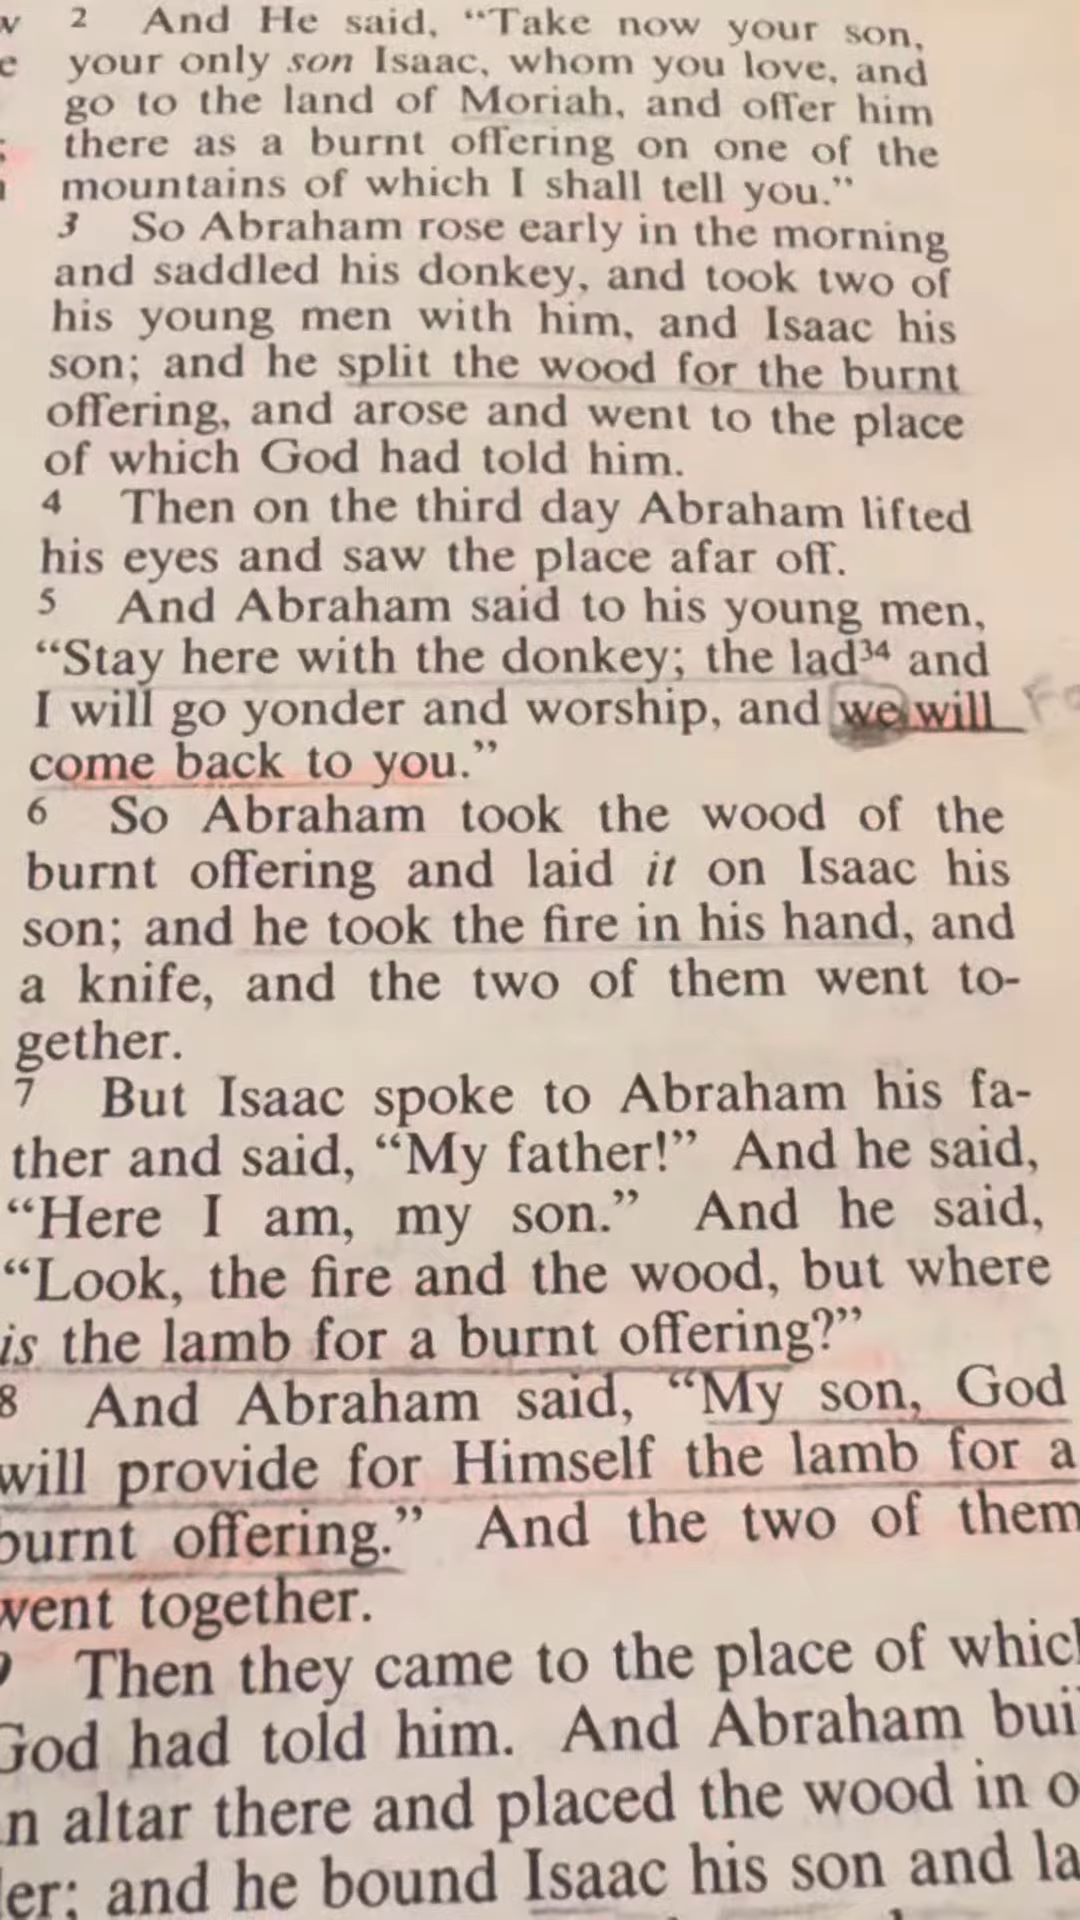 2 And He said, “Take now your son,
your only son Isaac, whom you love, and
go to the land of Moriah, and offer him
there as a burnt offering on one of the
mountains of which I shall tell you.”
3 So Abraham rose early in the morning
and saddled his donkey, and took two of
his young men with him, and Isaac his
son; and he split the wood for the burnt
offering, and arose and went to the place
of which God had told him.
4 Then on the third day Abraham lifted
his eyes and saw the place afar off.
5 And Abraham said to his young men,
“Stay here with the donkey; the lad³⁴ and
I will go yonder and worship, and we will
come back to you.”
6 So Abraham took the wood of the
burnt offering and laid it on Isaac his
son; and he took the fire in his hand, and
a knife, and the two of them went to-
gether.
7 But Isaac spoke to Abraham his fa-
ther and said, “My father!” And he said,
“Here I am, my son.” And he said,
“Look, the fire and the wood, but where
is the lamb for a burnt offering?”
8 And Abraham said, “My son, God
will provide for Himself the lamb for a
burnt offering.” And the two of them
went together.
Then they came to the place of which
God had told him. And Abraham
altar there and placed the wood in
and he bound Isaac his son and